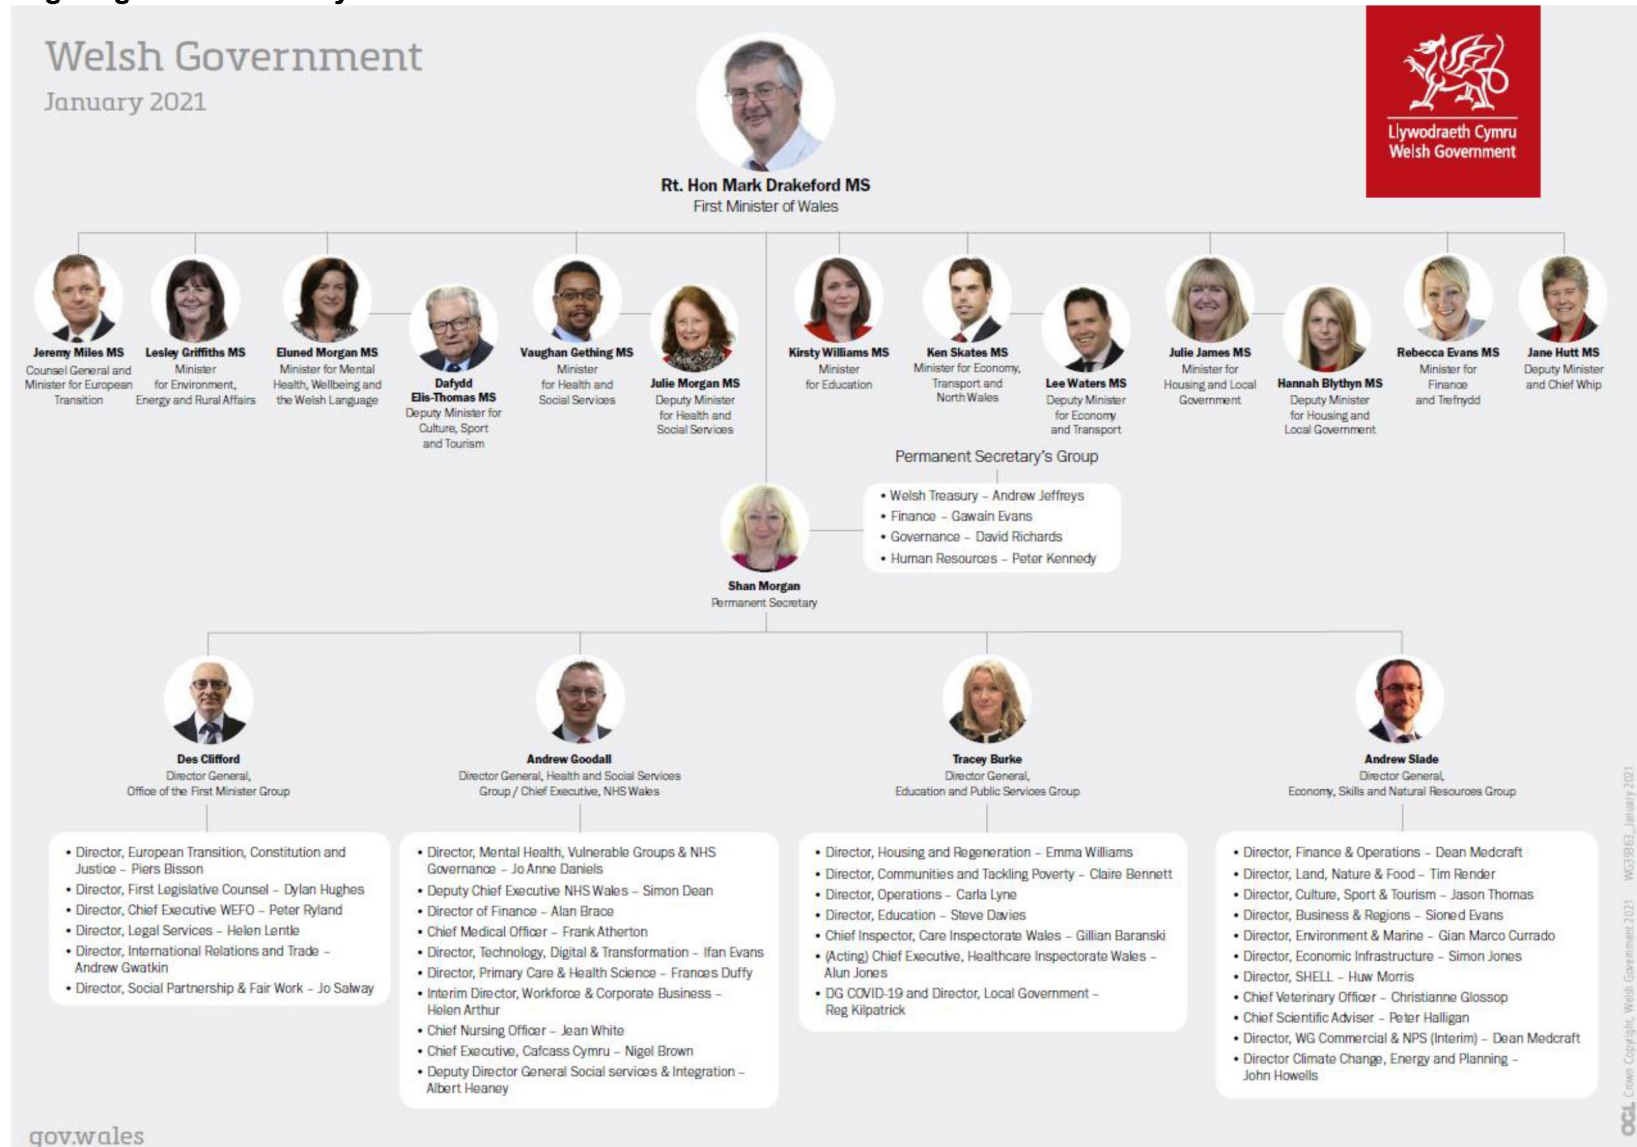 Welsh Government
January 2021
Llywodraeth Cymru
Welsh Government
Rt. Hon Mark Drakeford MS
First Minister of Wales
Jeremy Miles MS
Counsel General and
Minister for European
Transition
Lesley Griffiths MS
Minister
for Environment,
Energy and Rural Affairs
Eluned Morgan MS
Minister for Mental
Health, Wellbeing and
the Welsh Language
Dafydd
Elis-Thomas MS
Deputy Minister for
Culture, Sport
and Tourism
Vaughan Gething MS
Minister
for Health and
Social Services
Julie Morgan MS
Deputy Minister
for Health and
Social Services
Kirsty Williams MS
Minister
for Education
Ken Skates MS
Minister for Economy,
Transport and
North Wales
Lee Waters MS
Deputy Minister
for Economy
and Transport
Julie James MS
Minister for
Housing and Local
Government
Hannah Blythyn MS
Deputy Minister
for Housing and
Local Government
Rebecca Evans MS
Minister for
Finance
and Trefnydd
Jane Hutt MS
Deputy Minister
and Chief Whip
Permanent Secretary's Group
• Welsh Treasury – Andrew Jeffreys
• Finance – Gawain Evans
• Governance – David Richards
• Human Resources – Peter Kennedy
Shan Morgan
Permanent Secretary
Des Clifford
Director General,
Office of the First Minister Group
• Director, European Transition, Constitution and
Justice – Piers Bisson
• Director, First Legislative Counsel – Dylan Hughes
• Director, Chief Executive WEFO – Peter Ryland
• Director, Legal Services – Helen Lentle
• Director, International Relations and Trade –
Andrew Gwatkin
• Director, Social Partnership & Fair Work – Jo Salway
Andrew Goodall
Director General, Health and Social Services
Group / Chief Executive, NHS Wales
• Director, Mental Health, Vulnerable Groups & NHS
Governance – Jo Anne Daniels
• Deputy Chief Executive NHS Wales – Simon Dean
• Director of Finance – Alan Brace
• Chief Medical Officer – Frank Atherton
• Director, Technology, Digital & Transformation – Ifan Evans
• Director, Primary Care & Health Science – Frances Duffy
• Interim Director, Workforce & Corporate Business –
Helen Arthur
• Chief Nursing Officer – Jean White
• Chief Executive, Cafcass Cymru – Nigel Brown
• Deputy Director General Social services & Integration –
Albert Heaney
Tracey Burke
Director General,
Education and Public Services Group
• Director, Housing and Regeneration – Emma Williams
• Director, Communities and Tackling Poverty – Claire Bennett
• Director, Operations – Carla Lyne
• Director, Education – Steve Davies
• Chief Inspector, Care Inspectorate Wales – Gillian Baranski
• (Acting) Chief Executive, Healthcare Inspectorate Wales –
Alun Jones
• DG COVID-19 and Director, Local Government –
Reg Kilpatrick
Andrew Slade
Director General,
Economy, Skills and Natural Resources Group
• Director, Finance & Operations – Dean Medcraft
• Director, Land, Nature & Food – Tim Render
• Director, Culture, Sport & Tourism – Jason Thomas
• Director, Business & Regions – Sioned Evans
• Director, Environment & Marine – Gian Marco Currado
• Director, Economic Infrastructure – Simon Jones
• Director, SHELL – Huw Morris
• Chief Veterinary Officer – Christianne Glossop
• Chief Scientific Adviser – Peter Halligan
• Director, WG Commercial & NPS (Interim) – Dean Medcraft
• Director Climate Change, Energy and Planning –
John Howells
OGL Crown Copyright, Welsh Government 2021 WG39363_January 2021
gov.wales